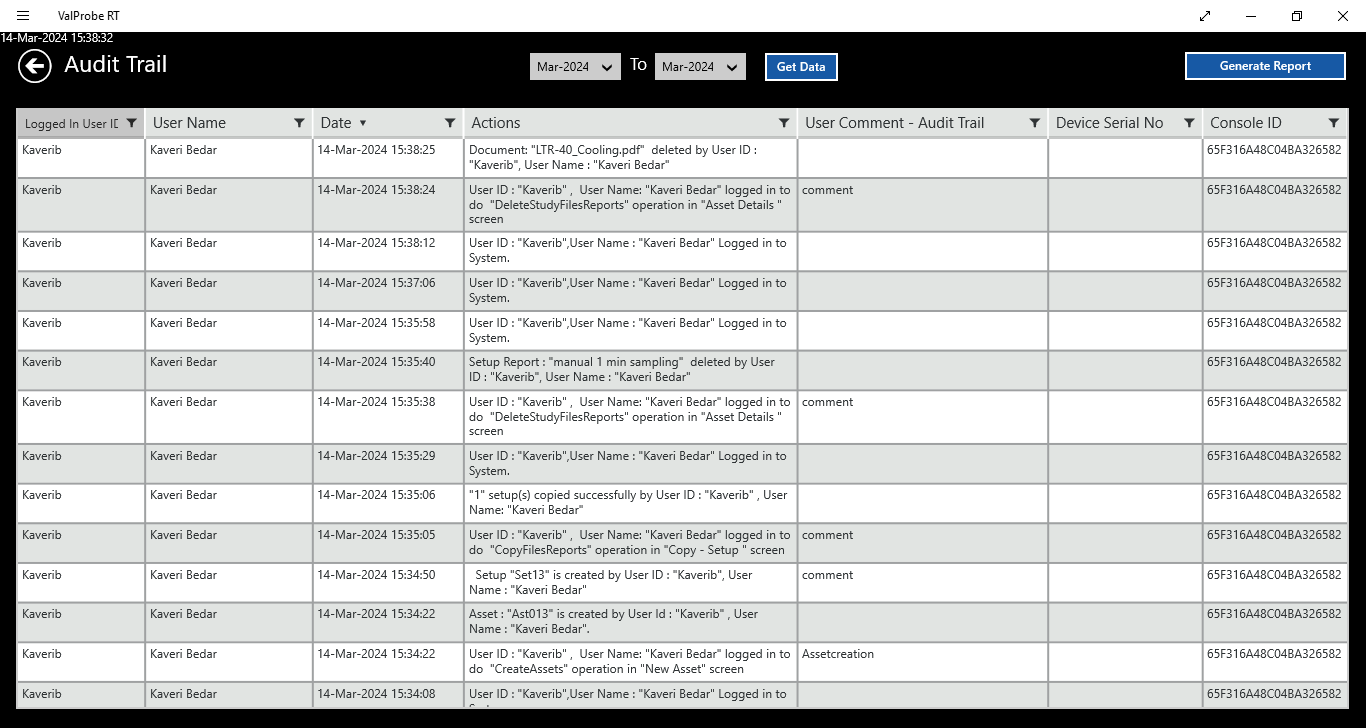 ValProbe RT
14-Mar-2024 15:38:32
Audit Trail
Mar-2024 To Mar-2024 Get Data Generate Report
Logged In User ID User Name Date Actions User Comment - Audit Trail Device Serial No Console ID
Kaverib Kaveri Bedar 14-Mar-2024 15:38:25 Document: "LTR-40_Cooling.pdf" deleted by User ID : 65F316A48C04BA326582
"Kaverib", User Name : "Kaveri Bedar"
Kaverib Kaveri Bedar 14-Mar-2024 15:38:24 User ID : "Kaverib" , User Name: "Kaveri Bedar" logged in to comment 65F316A48C04BA326582
do "DeleteStudyFilesReports" operation in "Asset Details "
screen
Kaverib Kaveri Bedar 14-Mar-2024 15:38:12 User ID : "Kaverib",User Name : "Kaveri Bedar" Logged in to 65F316A48C04BA326582
System.
Kaverib Kaveri Bedar 14-Mar-2024 15:37:06 User ID : "Kaverib",User Name : "Kaveri Bedar" Logged in to 65F316A48C04BA326582
System.
Kaverib Kaveri Bedar 14-Mar-2024 15:35:58 User ID : "Kaverib",User Name : "Kaveri Bedar" Logged in to 65F316A48C04BA326582
System.
Kaverib Kaveri Bedar 14-Mar-2024 15:35:40 Setup Report : "manual 1 min sampling" deleted by User 65F316A48C04BA326582
ID : "Kaverib", User Name : "Kaveri Bedar"
Kaverib Kaveri Bedar 14-Mar-2024 15:35:38 User ID : "Kaverib" , User Name: "Kaveri Bedar" logged in to comment 65F316A48C04BA326582
do "DeleteStudyFilesReports" operation in "Asset Details "
screen
Kaverib Kaveri Bedar 14-Mar-2024 15:35:29 User ID : "Kaverib",User Name : "Kaveri Bedar" Logged in to 65F316A48C04BA326582
System.
Kaverib Kaveri Bedar 14-Mar-2024 15:35:06 "1" setup(s) copied successfully by User ID : "Kaverib" , User 65F316A48C04BA326582
Name: "Kaveri Bedar"
Kaverib Kaveri Bedar 14-Mar-2024 15:35:05 User ID : "Kaverib" , User Name: "Kaveri Bedar" logged in to comment 65F316A48C04BA326582
do "CopyFilesReports" operation in "Copy - Setup " screen
Kaverib Kaveri Bedar 14-Mar-2024 15:34:50 Setup "Set13" is created by User ID : "Kaverib", User comment 65F316A48C04BA326582
Name : "Kaveri Bedar"
Kaverib Kaveri Bedar 14-Mar-2024 15:34:22 Asset : "Ast013" is created by User Id : "Kaverib" , User 65F316A48C04BA326582
Name : "Kaveri Bedar".
Kaverib Kaveri Bedar 14-Mar-2024 15:34:22 User ID : "Kaverib" , User Name: "Kaveri Bedar" logged in to Assetcreation 65F316A48C04BA326582
do "CreateAssets" operation in "New Asset" screen
Kaverib Kaveri Bedar 14-Mar-2024 15:34:08 User ID : "Kaverib",User Name : "Kaveri Bedar" Logged in to 65F316A48C04BA326582